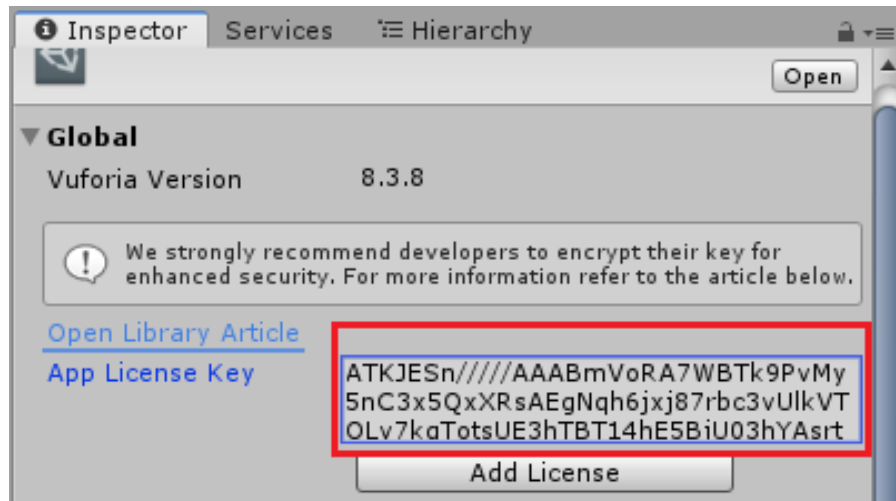 Inspector Services Hierarchy
Open
Global
Vuforia Version 8.3.8
We strongly recommend developers to encrypt their key for
enhanced security. For more information refer to the article below.
Open Library Article
App License Key
ATKJESn/////AAABmVoRA7WBTk9PvMy
5nC3x5QxXRsAEgNqh6jxj87rbc3vUlkVT
OLv7kgTotsUE3hTBT14hE5BiU03hYAsrt
Add License